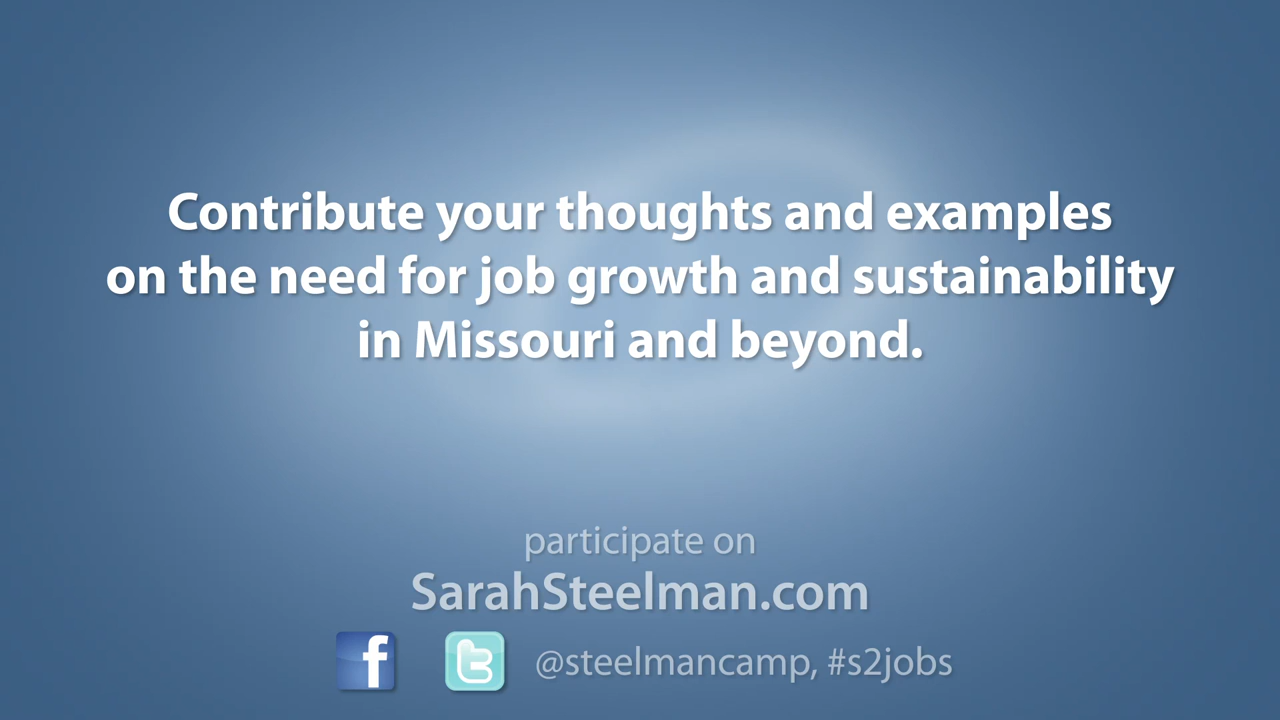 Contribute your thoughts and examples
on the need for job growth and sustainability
in Missouri and beyond.
participate on
SarahSteelman.com
f t @steelmancamp, #s2jobs